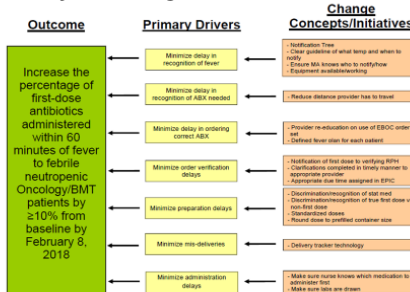 Outcome
Primary Drivers
Change
Concepts/Initiatives
Increase the
percentage of
first-dose
antibiotics
administered
within 60
minutes of fever
to febrile
neutropenic
Oncology/BMT
patients by
≥10% from
baseline by
February 8,
2018
Minimize delay in
recognition of fever
Minimize delay in
recognition of ABX needed
Minimize delay in ordering
correct ABX
Minimize order verification
delays
Minimize preparation delays
Minimize mis-deliveries
Minimize administration
delays
- Notification Tree
- Clear guideline of what temp and when to
notify
- Ensure MA knows who to notify/how
- Equipment available/working
- Reduce distance provider has to travel
- Provider re-education on use of EBOC order
set
- Defined fever plan for each patient
- Notification of first dose to verifying RPH
- Clarifications completed in timely manner to
appropriate provider
- Appropriate due time assigned in EPIC
- Discrimination/recognition of stat med
- Discrimination/recognition of true first dose vs
non-first dose
- Standardized doses
- Round dose to prefilled container size
- Delivery tracker technology
- Make sure nurse knows which medication to
administer first
- Make sure labs are drawn